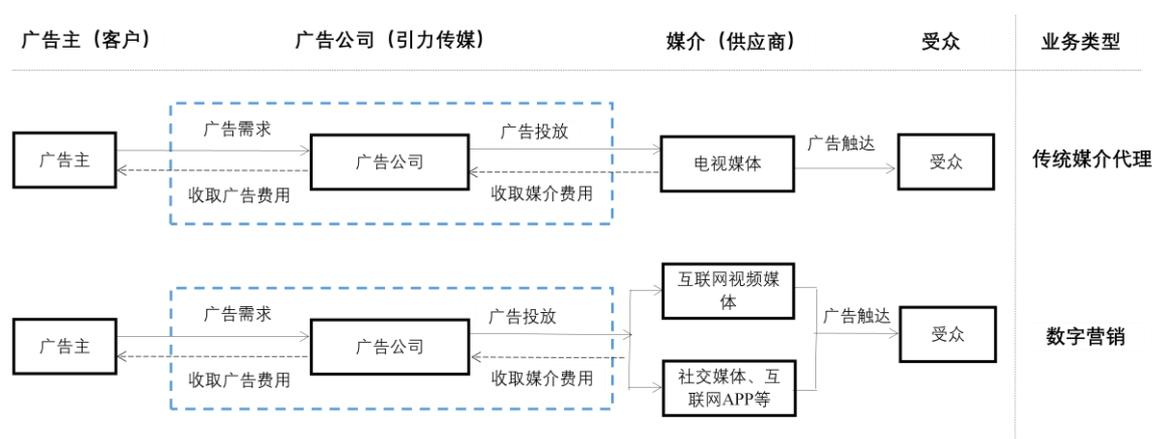 广告主（客户）
广告公司（引力传媒）
媒介（供应商）
受众
业务类型
广告需求
广告投放
广告主
广告公司
电视媒体
广告触达
受众
传统媒介代理
收取广告费用
收取媒介费用
互联网视频媒
体
广告需求
广告投放
广告触达
广告主
广告公司
受众
数字营销
收取广告费用
收取媒介费用
社交媒体、互
联网APP等